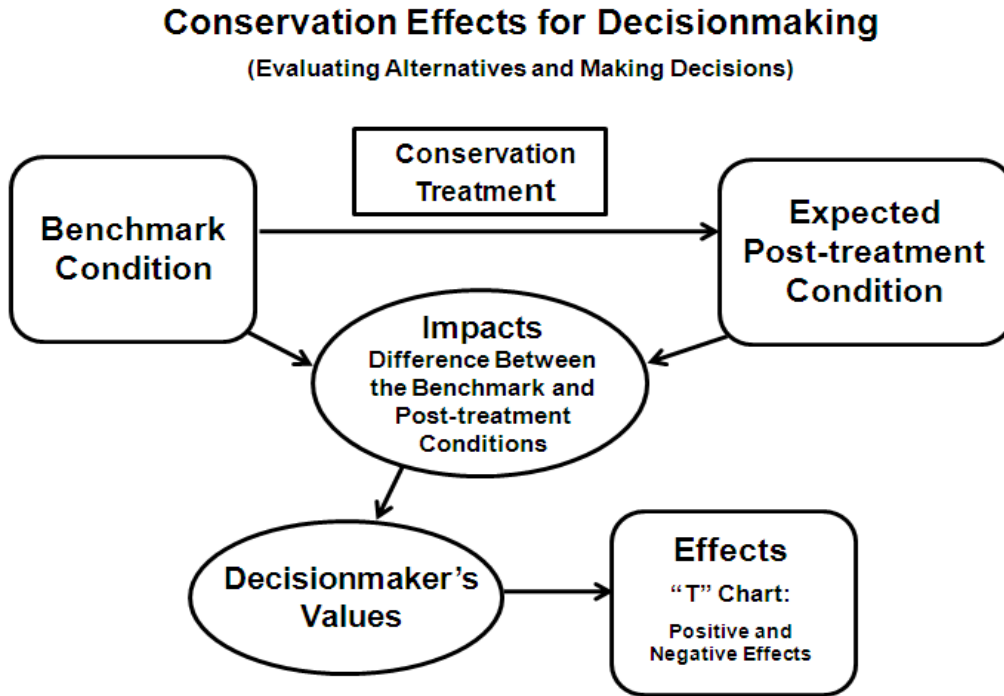 Conservation Effects for Decisionmaking
(Evaluating Alternatives and Making Decisions)
Conservation
Treatment
Benchmark
Condition
Expected
Post-treatment
Condition
Impacts
Difference Between
the Benchmark and
Post-treatment
Conditions
Decisionmaker's
Values
Effects
“T” Chart:
Positive and
Negative Effects